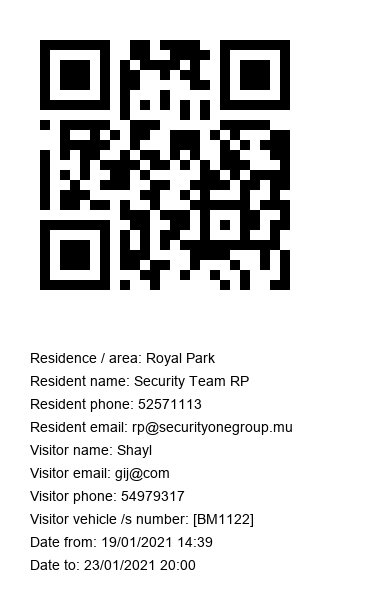 Residence / area: Royal Park
Resident name: Security Team RP
Resident phone: 52571113
Resident email: rp@securityonegroup.mu
Visitor name: Shayl
Visitor email: gij@com
Visitor phone: 54979317
Visitor vehicle /s number: [BM1122]
Date from: 19/01/2021 14:39
Date to: 23/01/2021 20:00